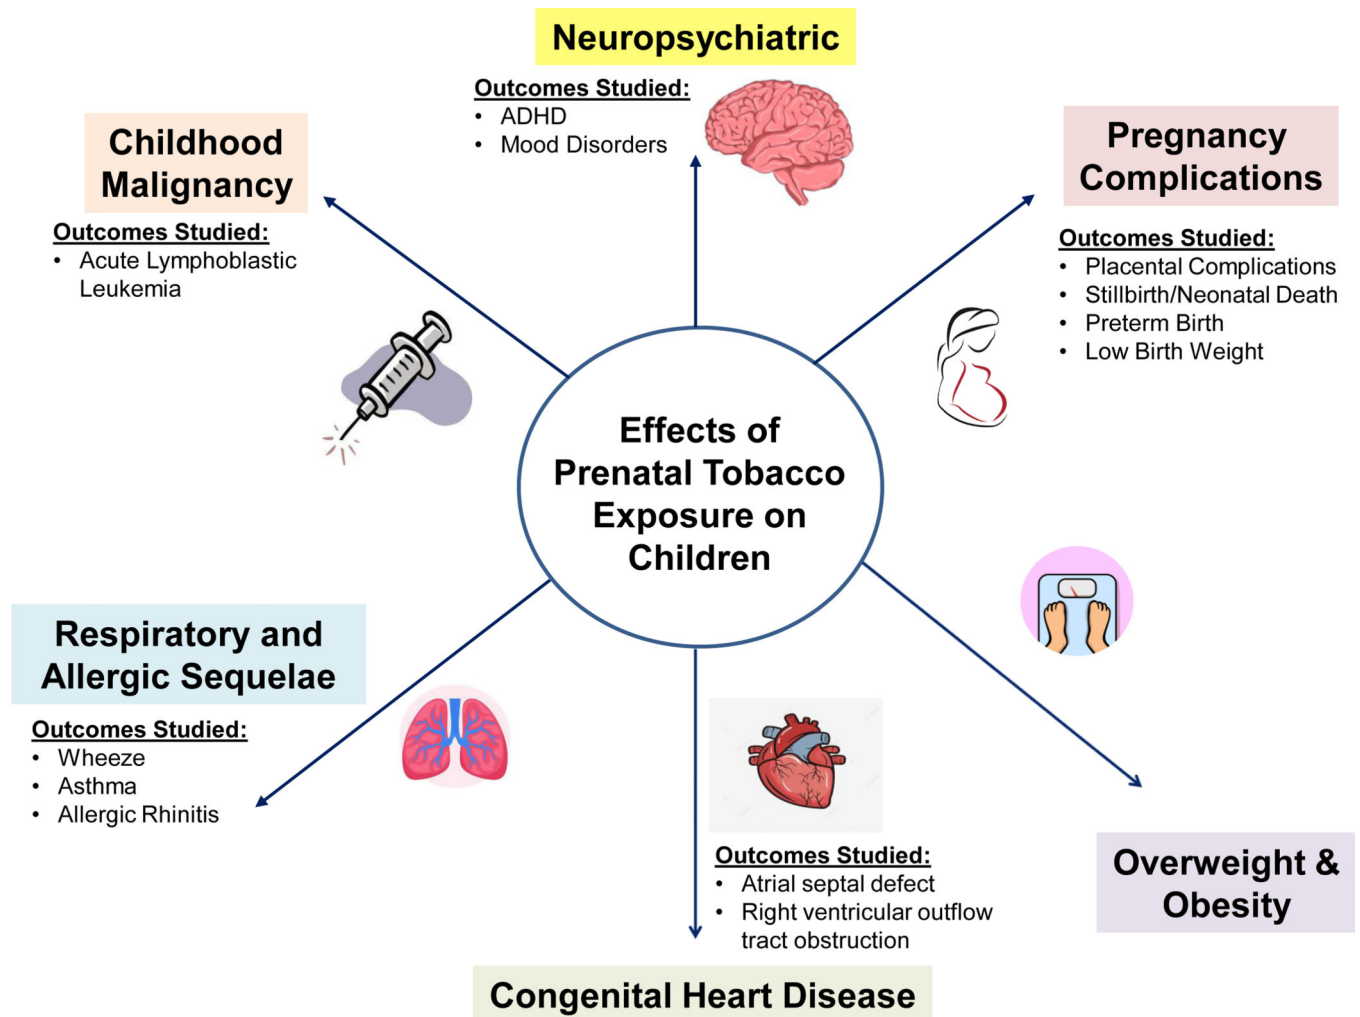 Neuropsychiatric
Outcomes Studied:
• ADHD
• Mood Disorders
Childhood
Malignancy
Outcomes Studied:
• Acute Lymphoblastic
Leukemia
Pregnancy
Complications
Outcomes Studied:
• Placental Complications
• Stillbirth/Neonatal Death
• Preterm Birth
• Low Birth Weight
Effects of
Prenatal Tobacco
Exposure on
Children
Respiratory and
Allergic Sequelae
Outcomes Studied:
• Wheeze
• Asthma
• Allergic Rhinitis
Outcomes Studied:
• Atrial septal defect
• Right ventricular outflow
tract obstruction
Congenital Heart Disease
Overweight &
Obesity